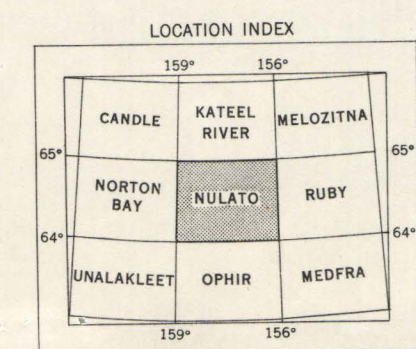 LOCATION INDEX
159° 156°
CANDLE KATEEL RIVER MELOZITNA
65° 65°
NORTON BAY NULATO RUBY
64° 64°
UNALAKLEET OPHIR MEDFRA
159° 156°